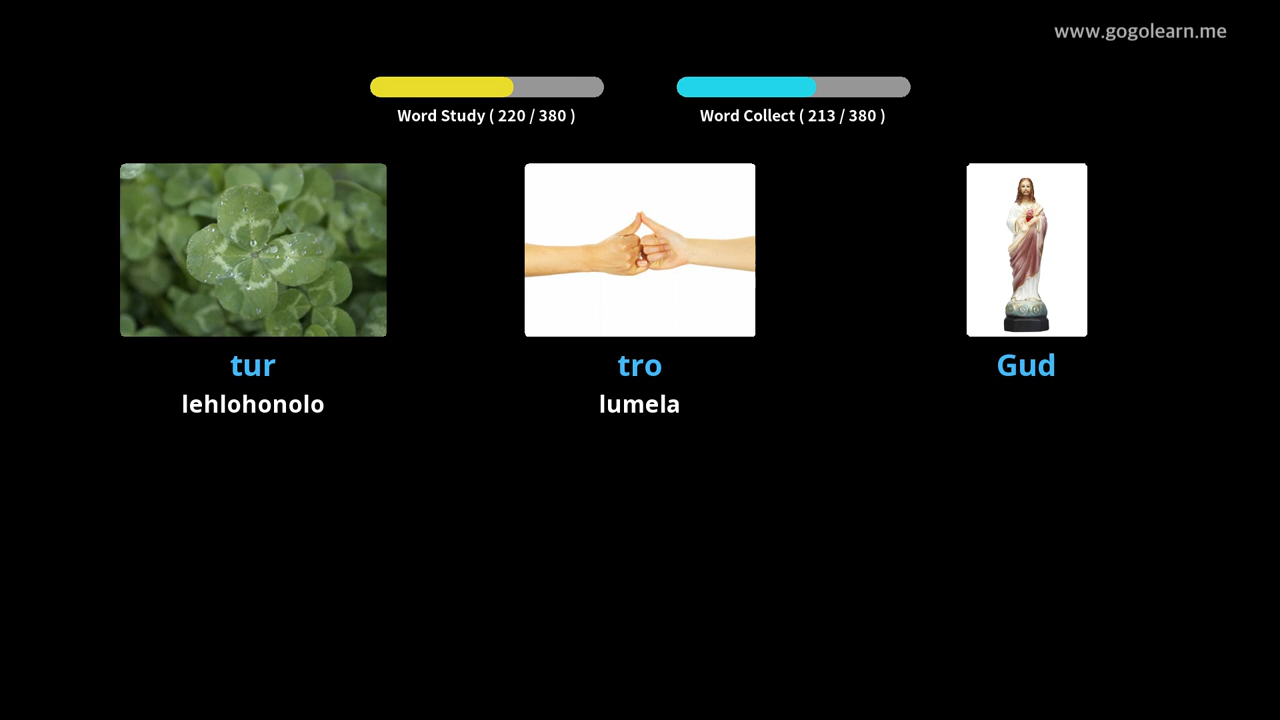 www.gogolearn.me
Word Study ( 220 / 380 )
Word Collect ( 213 / 380 )
tur
tro
Gud
lehlohonolo
lumela